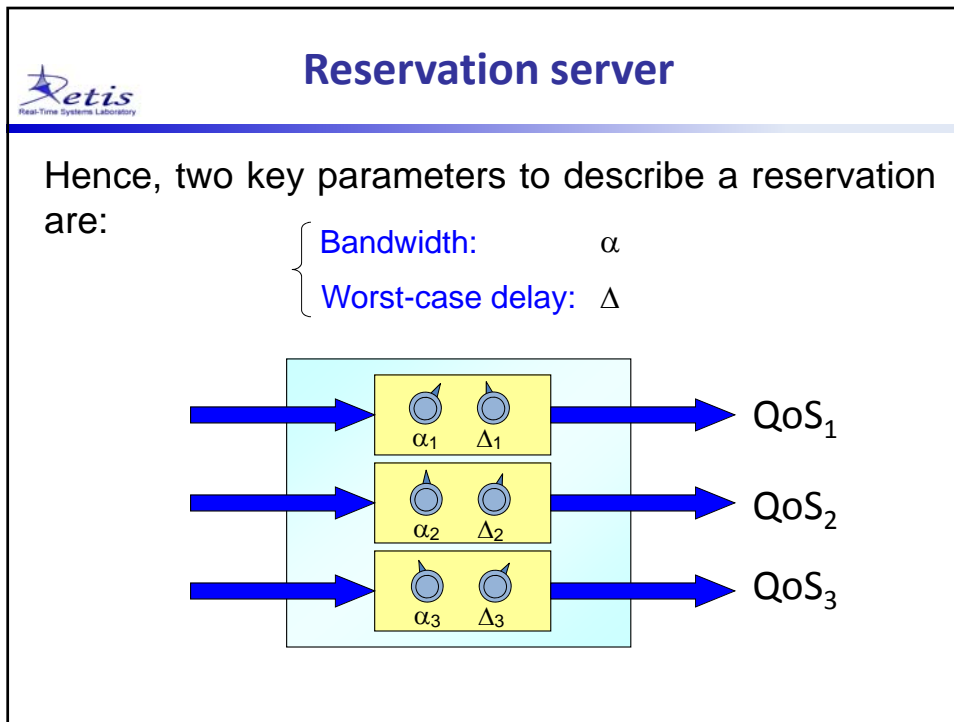 Reservation server
Retis
Real-Time Systems Laboratory
Hence, two key parameters to describe a reservation
are:
Bandwidth: α
Worst-case delay: Δ
α₁ Δ₁ QoS₁
α₂ Δ₂ QoS₂
α₃ Δ₃ QoS₃